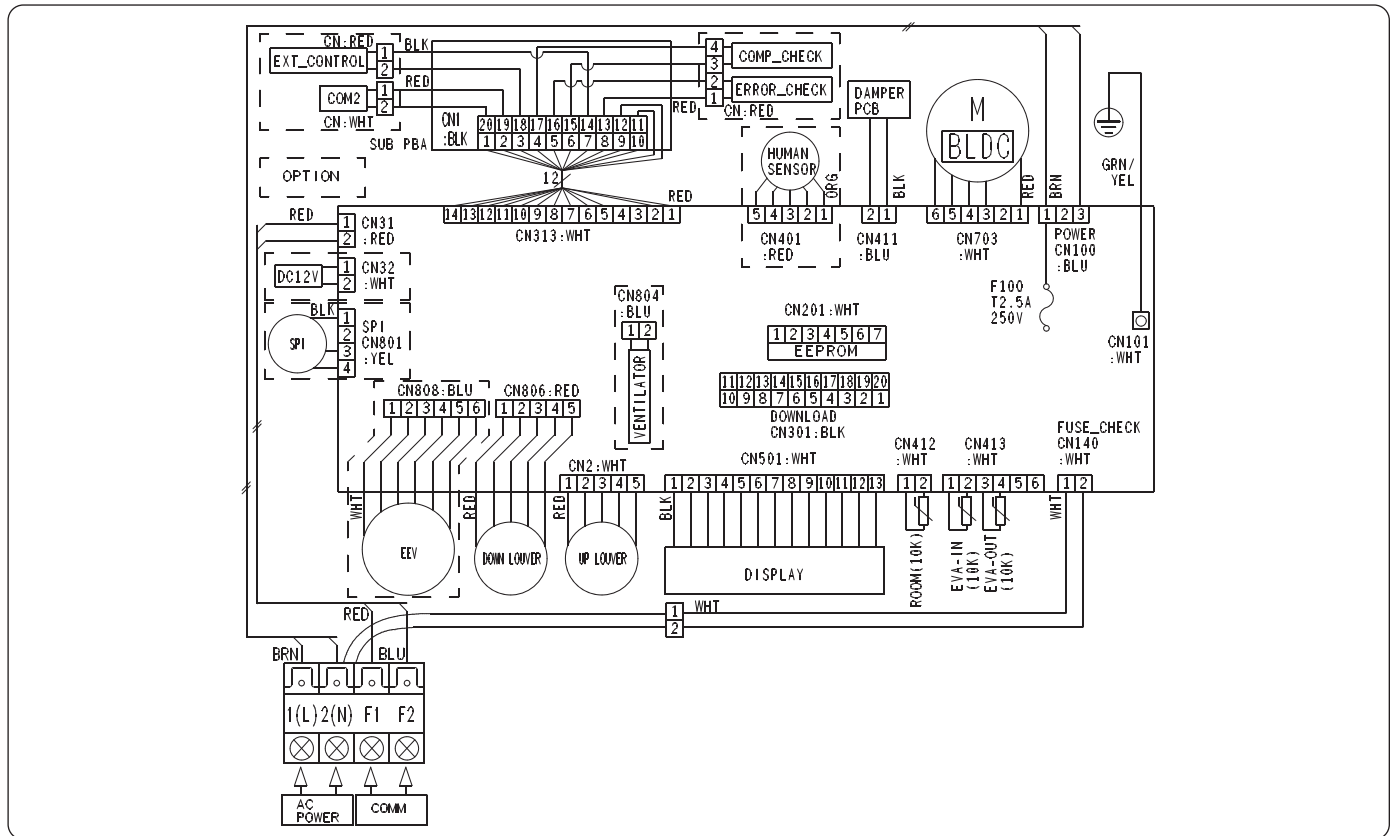 CN:RED
EXT_CONTROL
1
2
BLK
COM2
1
2
RED
CN:WHT
CN1
:BLK
20 19 18 17 16 15 14 13 12 11
1 2 3 4 5 6 7 8 9 10
SUB PBA
4
3
2
1
COMP_CHECK
ERROR_CHECK
RED
CN:RED
DAMPER
PCB
M
BLDC
GRN/
YEL
HUMAN
SENSOR
OPTION
12
RED
ORG
BLK
RED
BRN
RED
1
2
CN31
:RED
14 13 12 11 10 9 8 7 6 5 4 3 2 1
CN313:WHT
5 4 3 2 1
CN401
:RED
2 1
CN411
:BLU
6 5 4 3 2 1
CN703
:WHT
1 2 3
POWER
CN100
:BLU
DC12V
1
2
CN32
:WHT
F100
T2.5A
250V
BLK
SPI
1
2
3
4
SPI
CN801
:YEL
CN804
:BLU
1 2
VENTILATOR
CN201:WHT
1 2 3 4 5 6 7
EEPROM
CN101
:WHT
11 12 13 14 15 16 17 18 19 20
10 9 8 7 6 5 4 3 2 1
DOWNLOAD
CN301:BLK
CN808:BLU
1 2 3 4 5 6
CN806:RED
1 2 3 4 5
FUSE_CHECK
CN140
:WHT
CN2:WHT
1 2 3 4 5
CN501:WHT
1 2 3 4 5 6 7 8 9 10 11 12 13
CN412
:WHT
1 2
CN413
:WHT
1 2 3 4 5 6
1 2
WHT
EEV
RED
DOWN LOUVER
RED
UP LOUVER
BLK
DISPLAY
ROOM(10K)
EVA-IN
(10K)
EVA-OUT
(10K)
WHT
RED
1
2
WHT
BRN
BLU
1(L) 2(N) F1 F2
AC
POWER
COMM